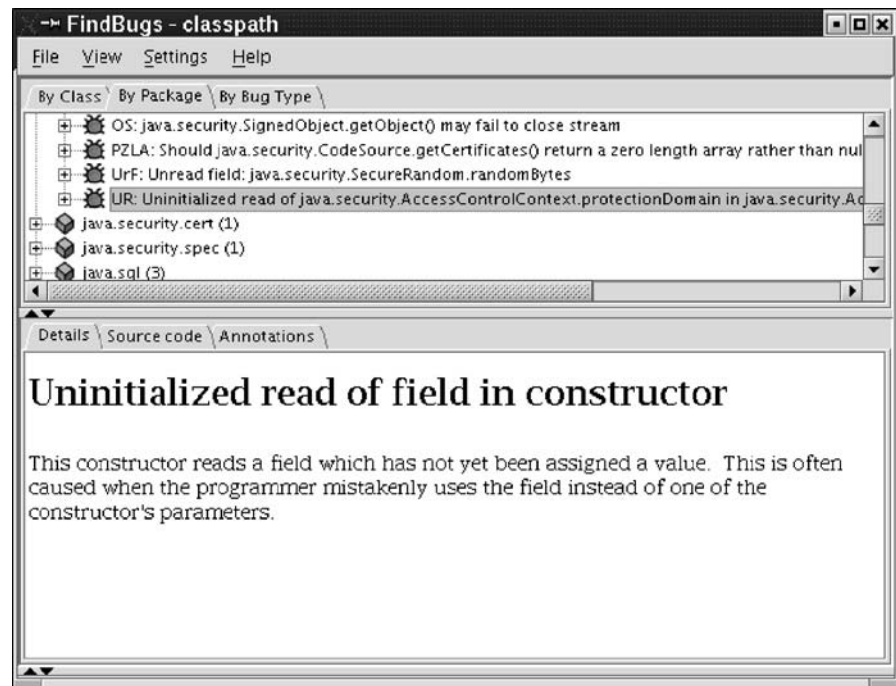 FindBugs - classpath
File View Settings Help
By Class By Package By Bug Type
OS: java.security.SignedObject.getObject() may fail to close stream
PZLA: Should java.security.CodeSource.getCertificates() return a zero length array rather than nul
UrF: Unread field: java.security.SecureRandom.randomBytes
UR: Uninitialized read of java.security.AccessControlContext.protectionDomain in java.security.Ac
java.security.cert (1)
java.security.spec (1)
java.sql (3)
Details Source code Annotations
Uninitialized read of field in constructor
This constructor reads a field which has not yet been assigned a value. This is often
caused when the programmer mistakenly uses the field instead of one of the
constructor's parameters.